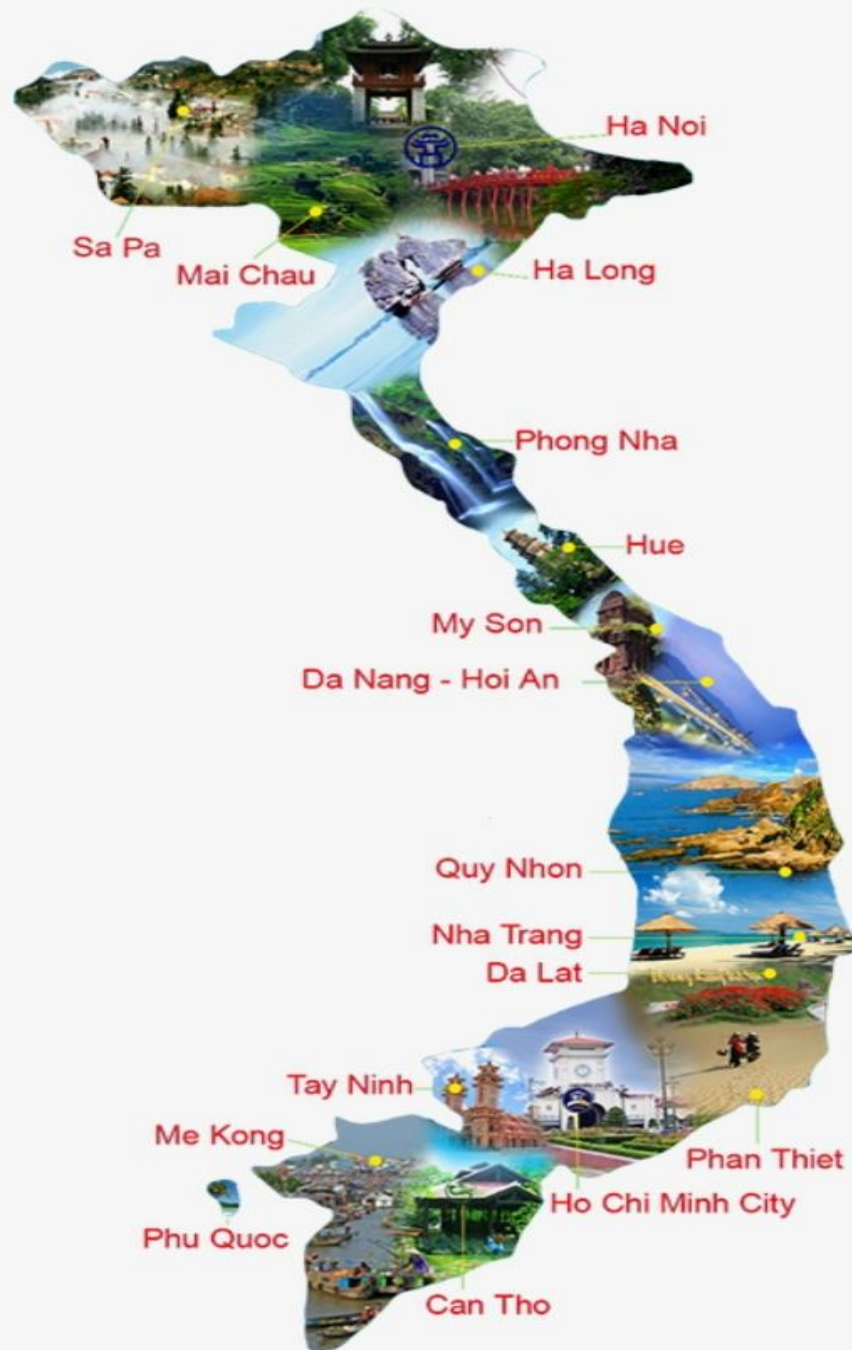 Ha Noi
Sa Pa
Mai Chau
Ha Long
Phong Nha
Hue
My Son
Da Nang - Hoi An
Quy Nhon
Nha Trang
Da Lat
Tay Ninh
Me Kong
Phan Thiet
Ho Chi Minh City
Phu Quoc
Can Tho